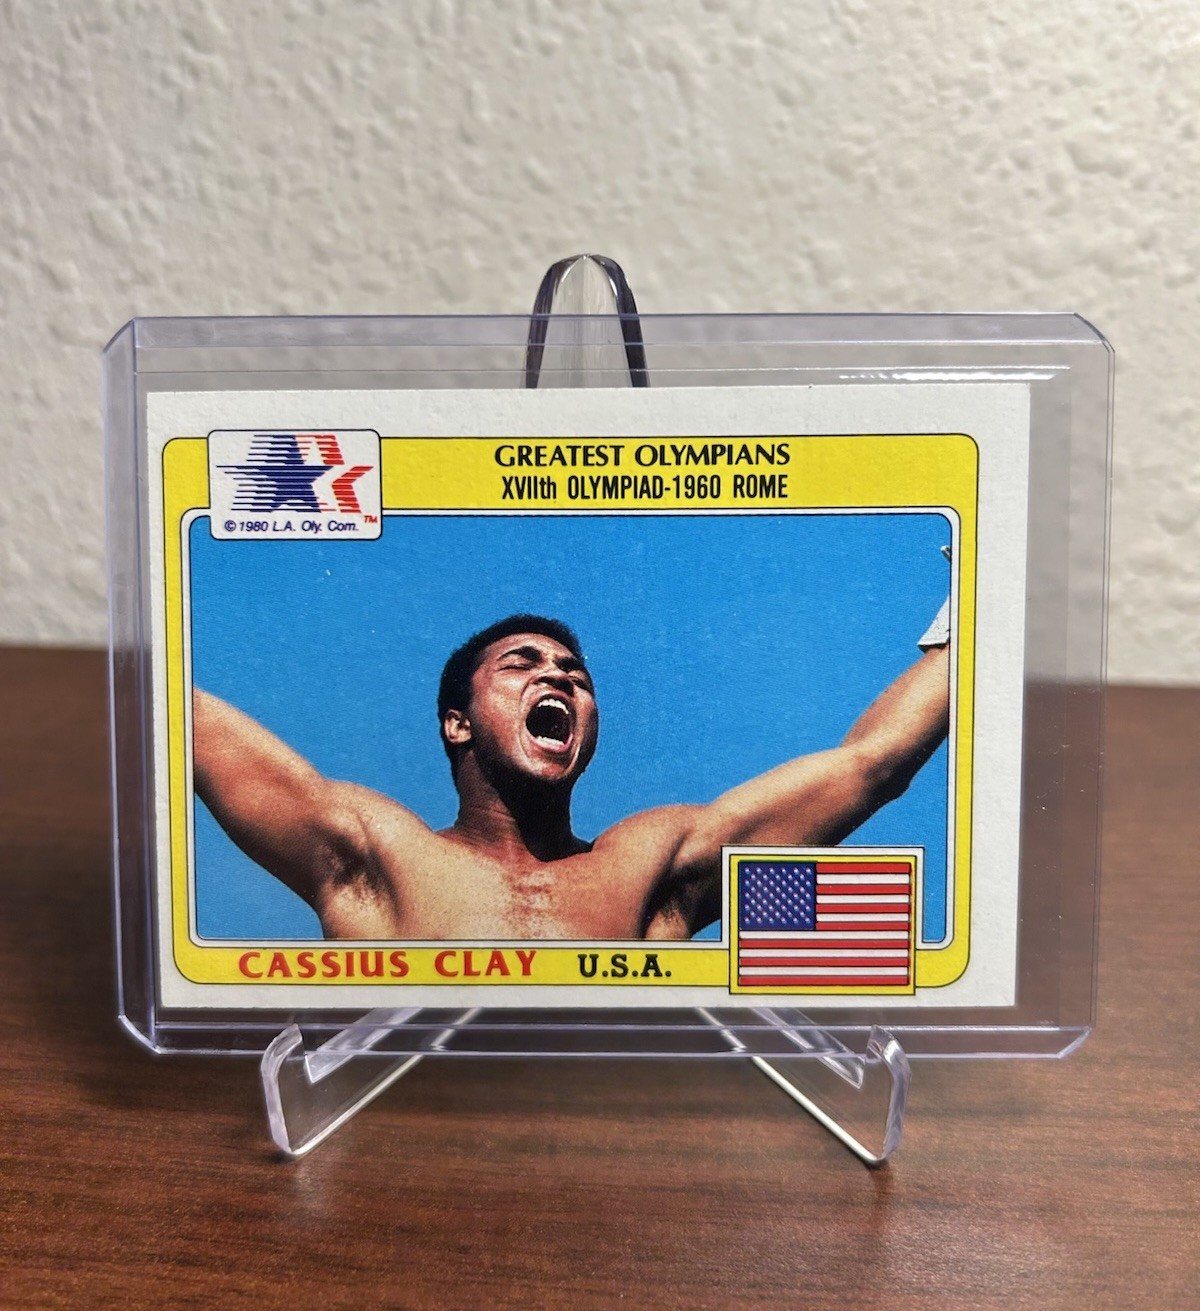 GREATEST OLYMPIANS
XVIIth OLYMPIAD-1960 ROME
© 1980 L.A. Oly. Com. TM
CASSIUS CLAY U.S.A.